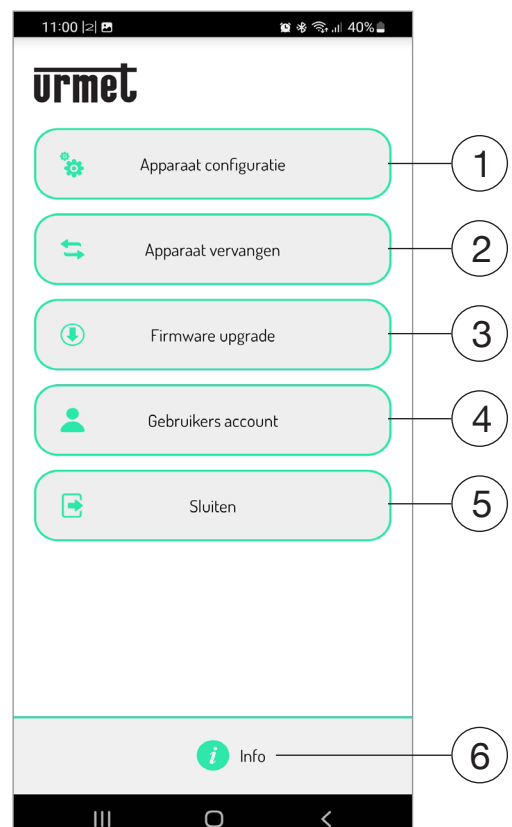 11:00 |2| 40%
urmet
Apparaat configuratie 1
Apparaat vervangen 2
Firmware upgrade 3
Gebruikers account 4
Sluiten 5
i Info 6